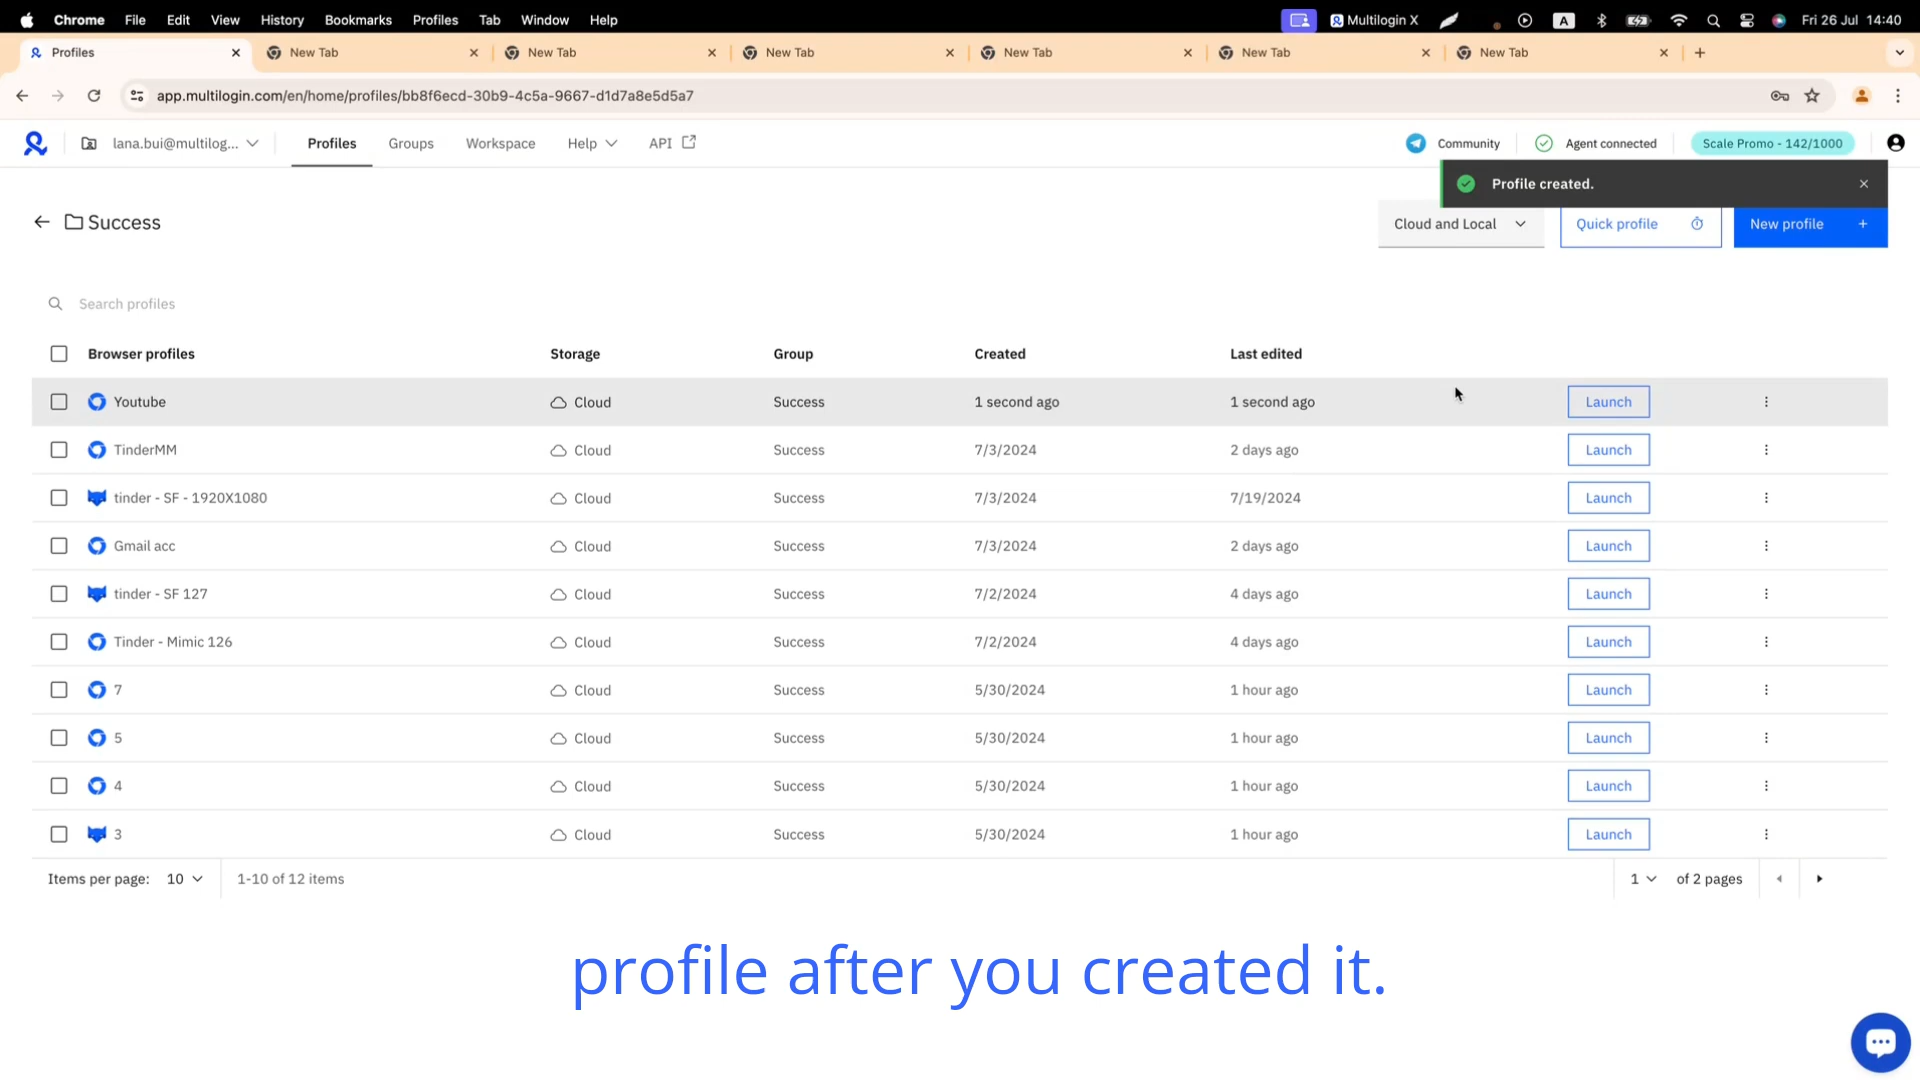 Chrome File Edit View History Bookmarks Profiles Tab Window Help Multilogin X A Fri 26 Jul 14:40
Profiles New Tab New Tab New Tab New Tab New Tab New Tab
app.multilogin.com/en/home/profiles/bb8f6ecd-30b9-4c5a-9667-d1d7a8e5d5a7
lana.bui@multilog... Profiles Groups Workspace Help API Community Agent connected Scale Promo - 142/1000
Profile created.
Success Cloud and Local Quick profile New profile +
Search profiles
Browser profiles Storage Group Created Last edited
Youtube Cloud Success 1 second ago 1 second ago Launch
TinderMM Cloud Success 7/3/2024 2 days ago Launch
tinder - SF - 1920X1080 Cloud Success 7/3/2024 7/19/2024 Launch
Gmail acc Cloud Success 7/3/2024 2 days ago Launch
tinder - SF 127 Cloud Success 7/2/2024 4 days ago Launch
Tinder - Mimic 126 Cloud Success 7/2/2024 4 days ago Launch
7 Cloud Success 5/30/2024 1 hour ago Launch
5 Cloud Success 5/30/2024 1 hour ago Launch
4 Cloud Success 5/30/2024 1 hour ago Launch
3 Cloud Success 5/30/2024 1 hour ago Launch
Items per page: 10 1-10 of 12 items 1 of 2 pages
profile after you created it.